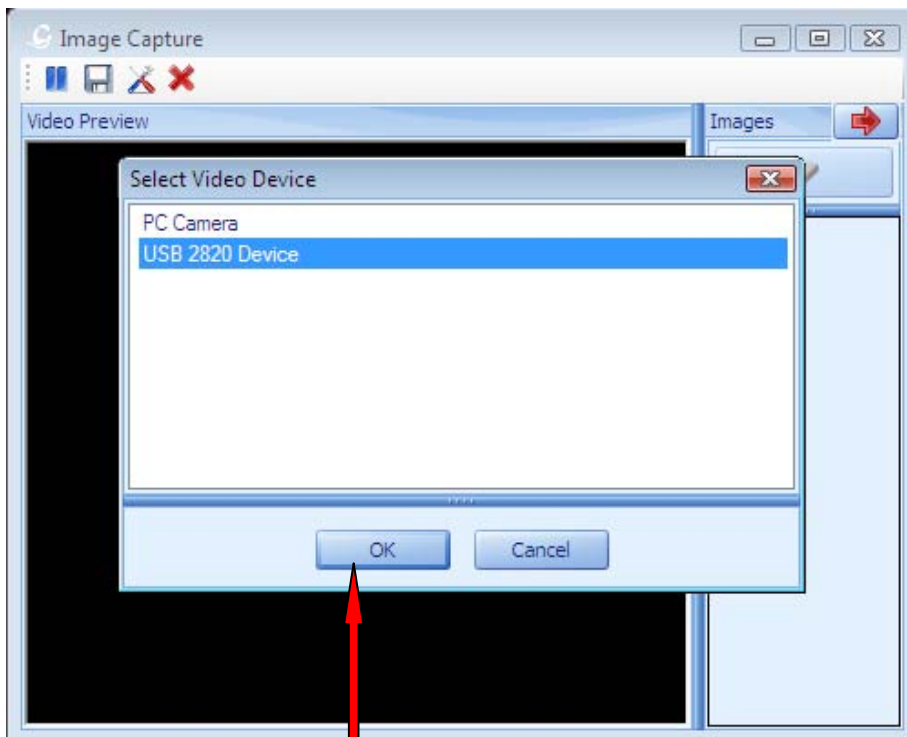 Image Capture
Video Preview
Images
Select Video Device
PC Camera
USB 2820 Device
OK
Cancel